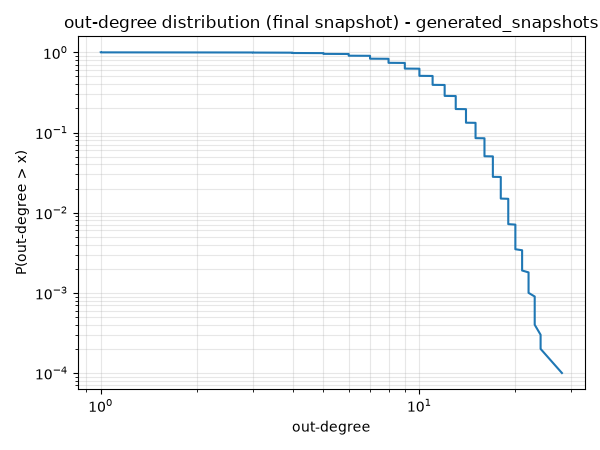 out-degree distribution (final snapshot) - generated_snapshots
P(out-degree > x)
10⁰
10⁻¹
10⁻²
10⁻³
10⁻⁴
10⁰
10¹
out-degree